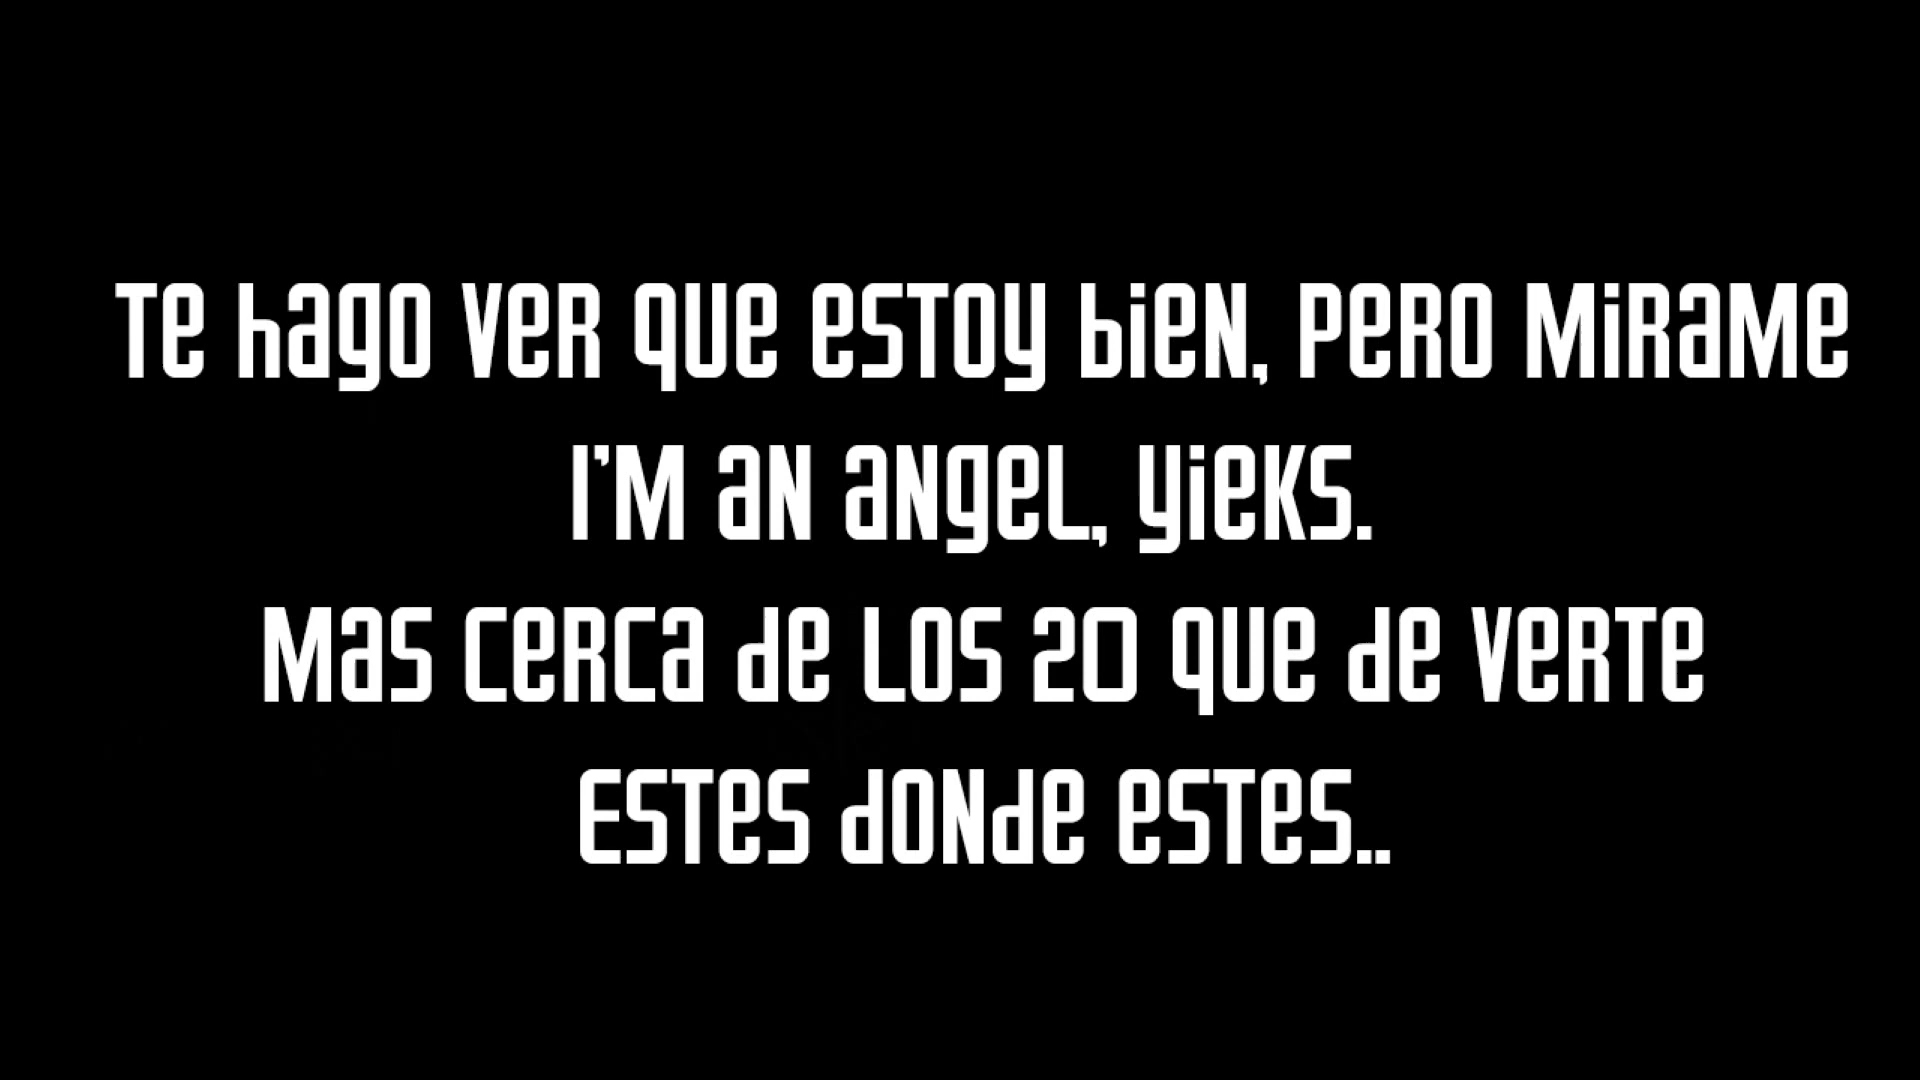 Te hago ver que estoy bien, pero mirame
I'm an angel, yieks.
Mas cerca de los 20 que de verte
Estes donde estes..